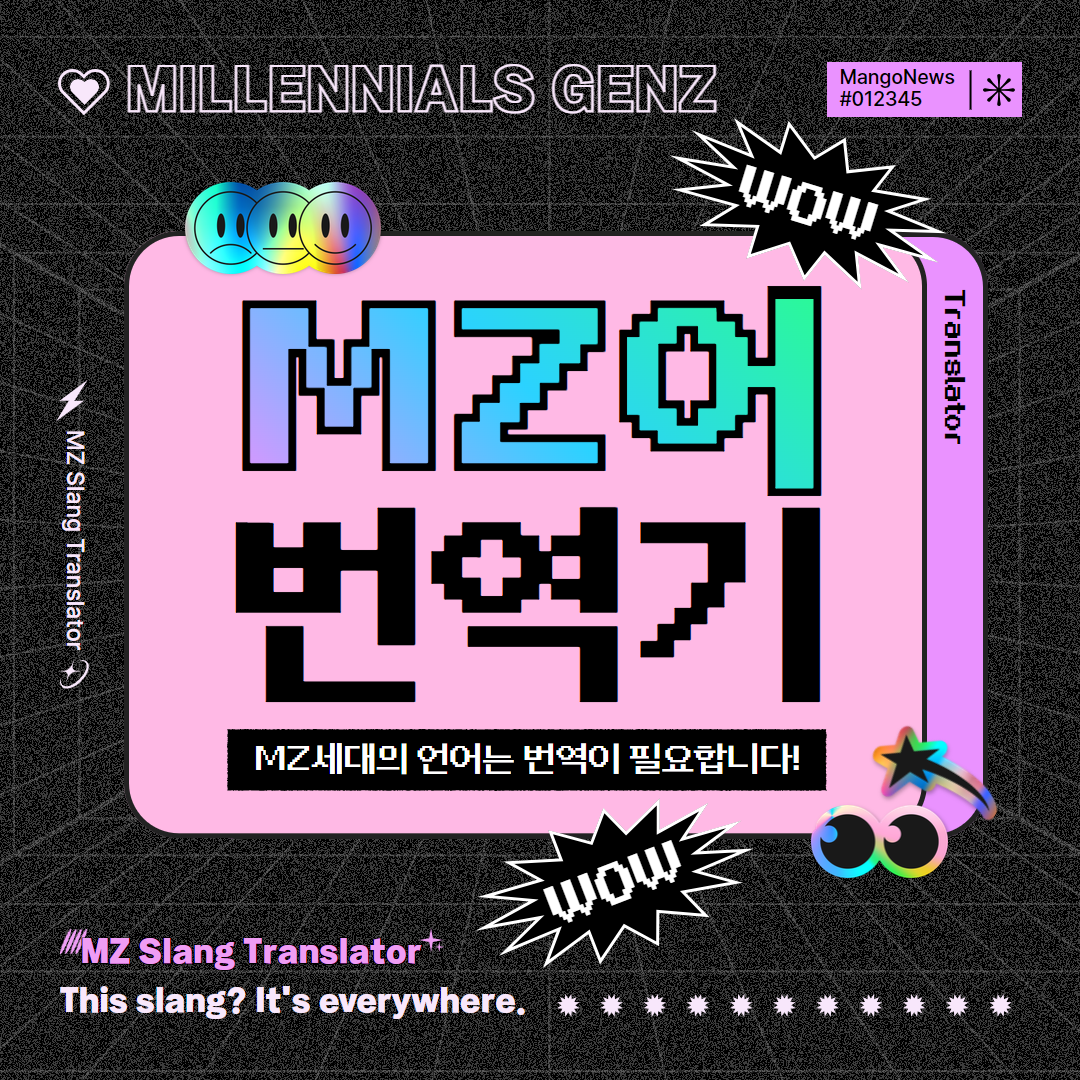 MILLENNIALS GENZ
MangoNews
#012345
WOW
Translator
MZ어
번역기
MZ세대의 언어는 번역이 필요합니다!
MZ Slang Translator
WOW
MZ Slang Translator
This slang? It's everywhere.